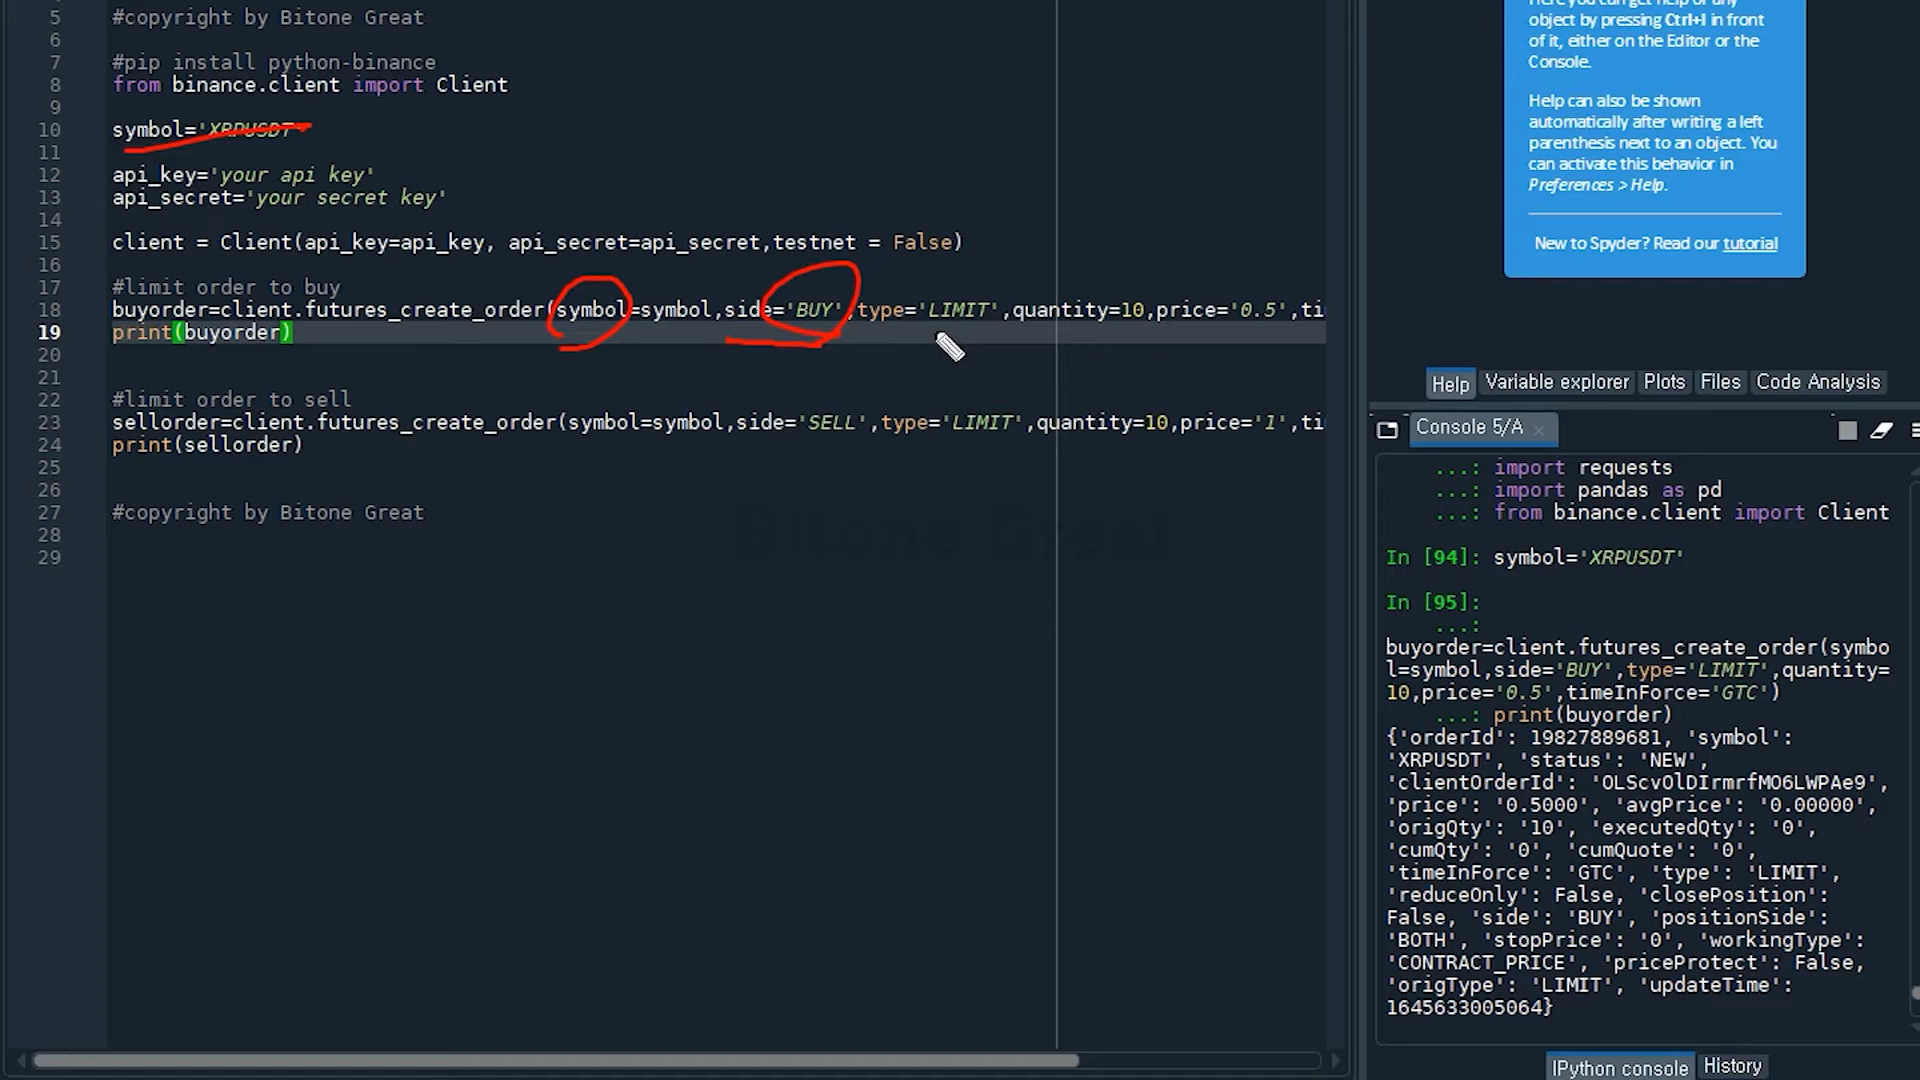 5 #copyright by Bitone Great
6
7 #pip install python-binance
8 from binance.client import Client
9
10 symbol='XRPUSDT'
11
12 api_key='your api key'
13 api_secret='your secret key'
14
15 client = Client(api_key=api_key, api_secret=api_secret,testnet = False)
16
17 #limit order to buy
18 buyorder=client.futures_create_order(symbol=symbol,side='BUY',type='LIMIT',quantity=10,price='0.5',ti
19 print(buyorder)
20
21
22 #limit order to sell
23 sellorder=client.futures_create_order(symbol=symbol,side='SELL',type='LIMIT',quantity=10,price='1',ti
24 print(sellorder)
25
26
27 #copyright by Bitone Great
28
29
Here you can get help of any
object by pressing Ctrl+I in front
of it, either on the Editor or the
Console.
Help can also be shown
automatically after writing a left
parenthesis next to an object. You
can activate this behavior in
Preferences > Help.
New to Spyder? Read our tutorial
Help Variable explorer Plots Files Code Analysis
Console 5/A
...: import requests
...: import pandas as pd
...: from binance.client import Client
In [94]: symbol='XRPUSDT'
In [95]:
...:
buyorder=client.futures_create_order(symbo
l=symbol,side='BUY',type='LIMIT',quantity=
10,price='0.5',timeInForce='GTC')
...: print(buyorder)
{'orderId': 19827889681, 'symbol':
'XRPUSDT', 'status': 'NEW',
'clientOrderId': 'OLScvOlDIrmrfMO6LWPAe9',
'price': '0.5000', 'avgPrice': '0.00000',
'origQty': '10', 'executedQty': '0',
'cumQty': '0', 'cumQuote': '0',
'timeInForce': 'GTC', 'type': 'LIMIT',
'reduceOnly': False, 'closePosition':
False, 'side': 'BUY', 'positionSide':
'BOTH', 'stopPrice': '0', 'workingType':
'CONTRACT_PRICE', 'priceProtect': False,
'origType': 'LIMIT', 'updateTime':
1645633005064}
IPython console History